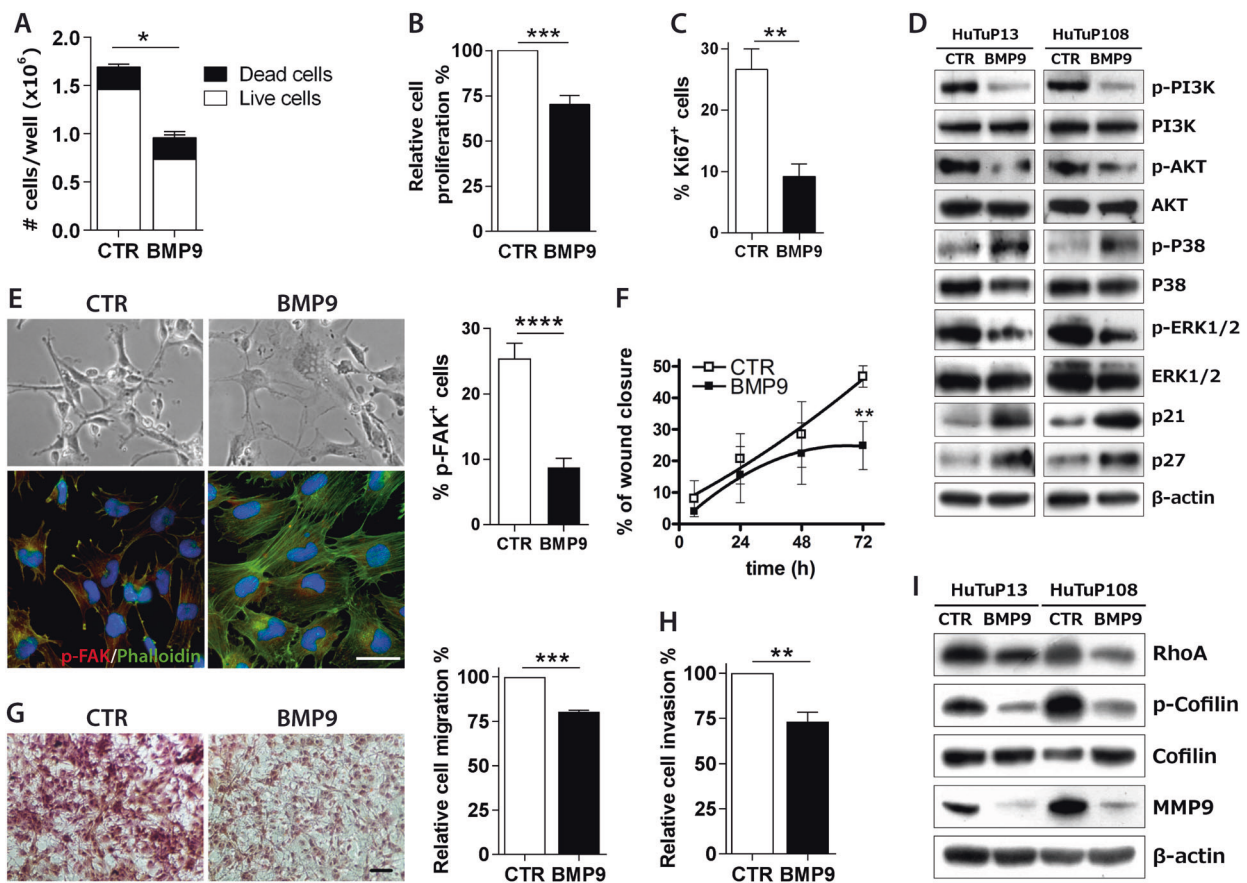 A
# cells/well (x10⁶)
2.0
1.5
1.0
0.5
0.0
*
Dead cells
Live cells
CTR BMP9
B
Relative cell
proliferation %
100
75
50
25
0
***
CTR
BMP9
C
% Ki67⁺ cells
30
20
10
0
**
CTR
BMP9
D
HuTuP13 HuTuP108
CTR BMP9 CTR BMP9
p-PI3K
PI3K
p-AKT
AKT
p-P38
P38
p-ERK1/2
ERK1/2
p21
p27
β-actin
E
CTR BMP9
p-FAK/Phalloidin
% p-FAK⁺ cells
30
20
10
0
****
CTR
BMP9
F
% of wound closure
50
40
30
20
10
0
CTR
BMP9
**
0 24 48 72
time (h)
G
CTR BMP9
Relative cell migration %
100
75
50
25
0
***
CTR
BMP9
H
Relative cell invasion %
100
75
50
25
0
**
CTR
BMP9
I
HuTuP13 HuTuP108
CTR BMP9 CTR BMP9
RhoA
p-Cofilin
Cofilin
MMP9
β-actin